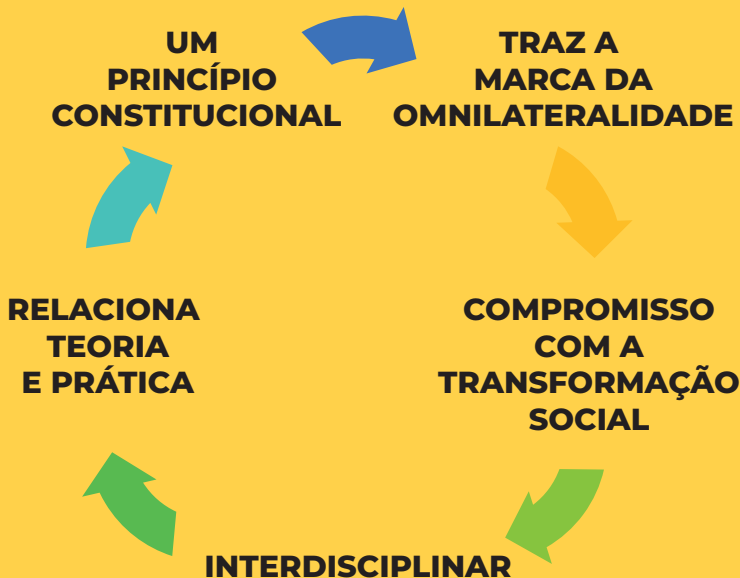 UM
PRINCÍPIO
CONSTITUCIONAL
TRAZ A
MARCA DA
OMNILATERALIDADE
COMPROMISSO
COM A
TRANSFORMAÇÃO
SOCIAL
INTERDISCIPLINAR
RELACIONA
TEORIA
E PRÁTICA